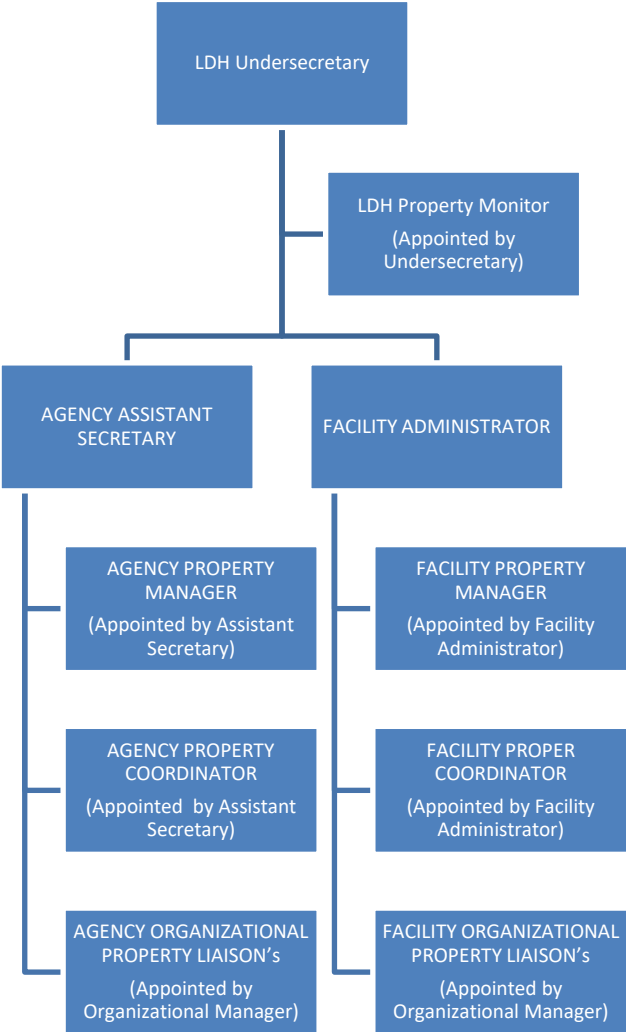 LDH Undersecretary
LDH Property Monitor
(Appointed by
Undersecretary)
AGENCY ASSISTANT
SECRETARY
FACILITY ADMINISTRATOR
AGENCY PROPERTY
MANAGER
(Appointed by Assistant
Secretary)
FACILITY PROPERTY
MANAGER
(Appointed by Facility
Administrator)
AGENCY PROPERTY
COORDINATOR
(Appointed  by Assistant
Secretary)
FACILITY PROPER
COORDINATOR
(Appointed by Facility
Administrator)
AGENCY ORGANIZATIONAL
PROPERTY LIAISON's
(Appointed by
Organizational Manager)
FACILITY ORGANIZATIONAL
PROPERTY LIAISON's
(Appointed by
Organizational Manager)